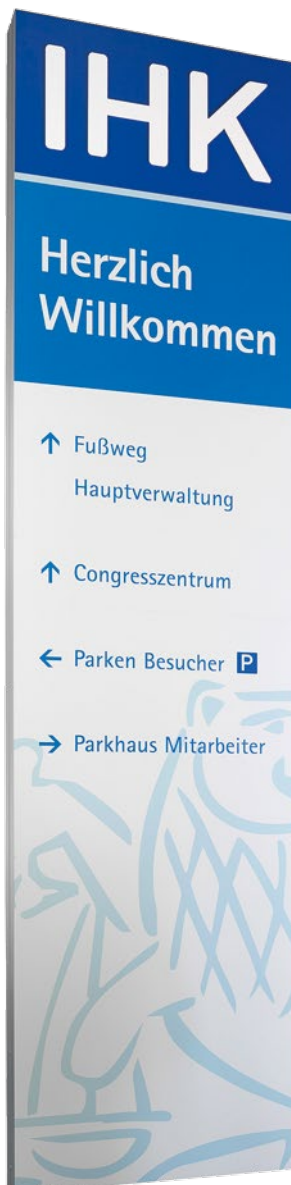 IHK
Herzlich
Willkommen
↑ Fußweg
Hauptverwaltung
↑ Congresszentrum
← Parken Besucher P
→ Parkhaus Mitarbeiter